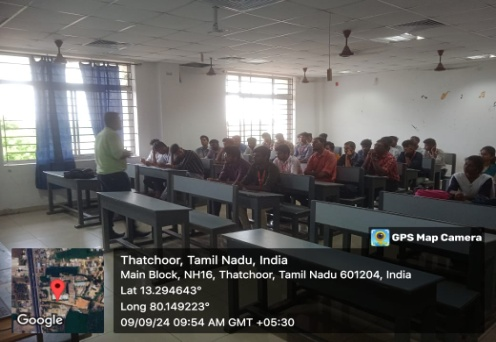 GPS Map Camera
Thatchoor, Tamil Nadu, India
Main Block, NH16, Thatchoor, Tamil Nadu 601204, India
Lat 13.294643°
Long 80.149223°
09/09/24 09:54 AM GMT +05:30
Google